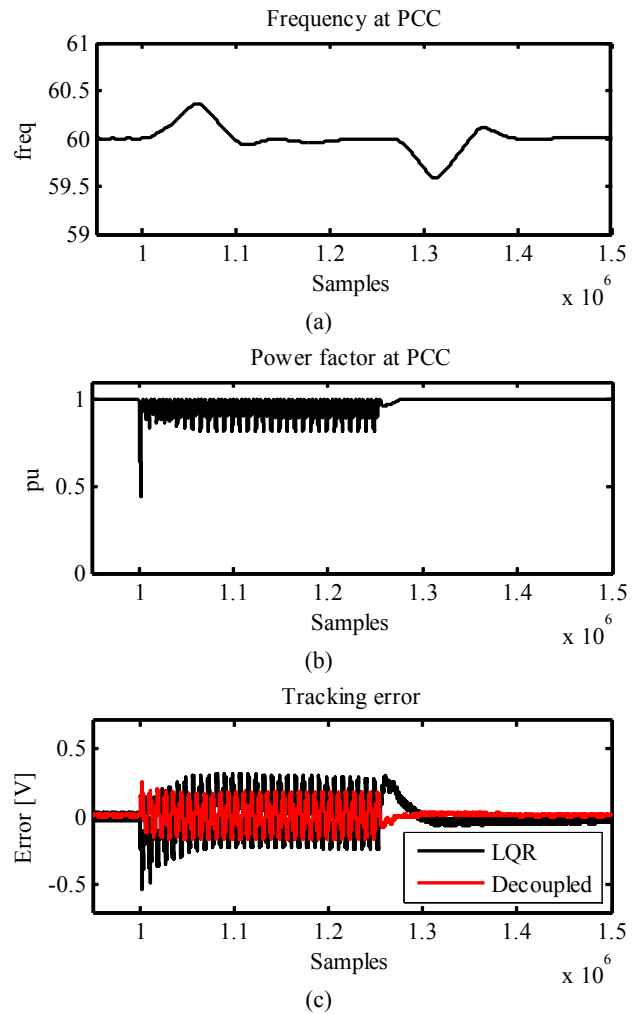 Frequency at PCC
61
60.5
60
59.5
59
freq
1 1.1 1.2 1.3 1.4 1.5
Samples
x 10^6
(a)
Power factor at PCC
1
0.5
0
pu
1 1.1 1.2 1.3 1.4 1.5
Samples
x 10^6
(b)
Tracking error
0.5
0
-0.5
Error [V]
LQR
Decoupled
1 1.1 1.2 1.3 1.4 1.5
Samples
x 10^6
(c)